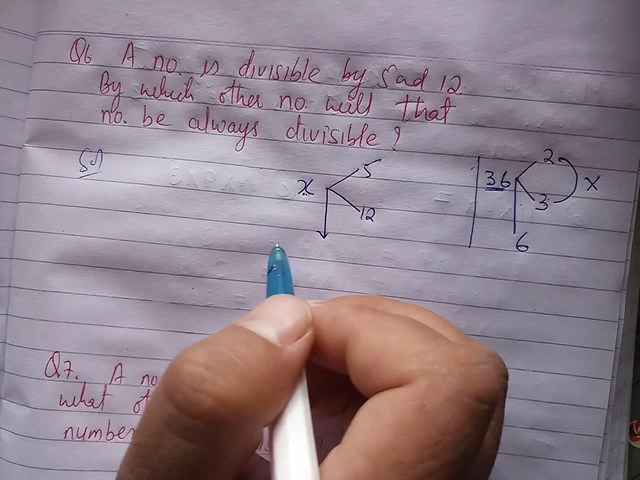 Q6 A no. is divisible by 5 and 12
By which other no will that
no. be always divisible?
Sol
x 5
12
36 2
3 x
6
Q7. A no
what ot
number